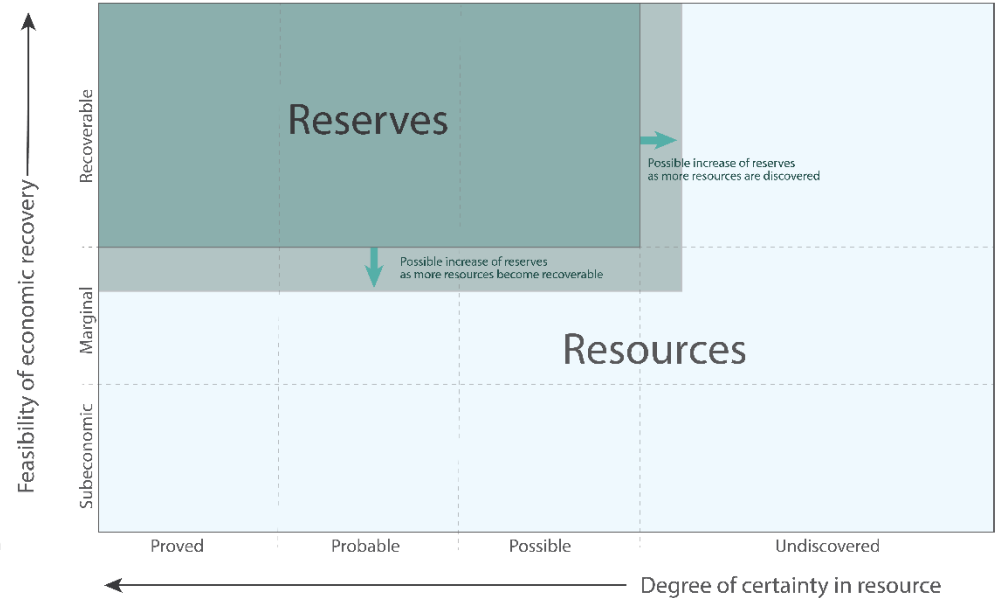 Feasibility of economic recovery
Recoverable
Marginal
Subeconomic
Reserves
Possible increase of reserves
as more resources are discovered
Possible increase of reserves
as more resources become recoverable
Resources
Proved
Probable
Possible
Undiscovered
Degree of certainty in resource